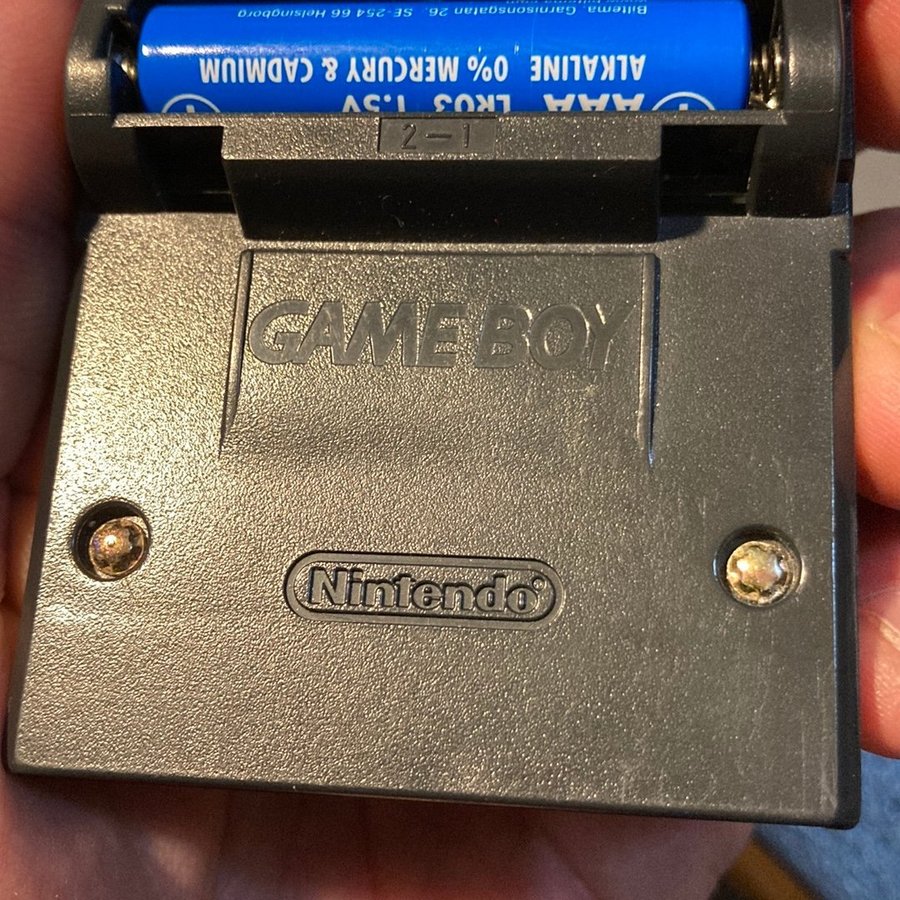 Biltema, Garnisonsgatan 26, SE-254 66 Helsingborg
ALKALINE 0% MERCURY & CADMIUM
+ AAA LR03 1.5V +
2-1
GAME BOY
Nintendo®